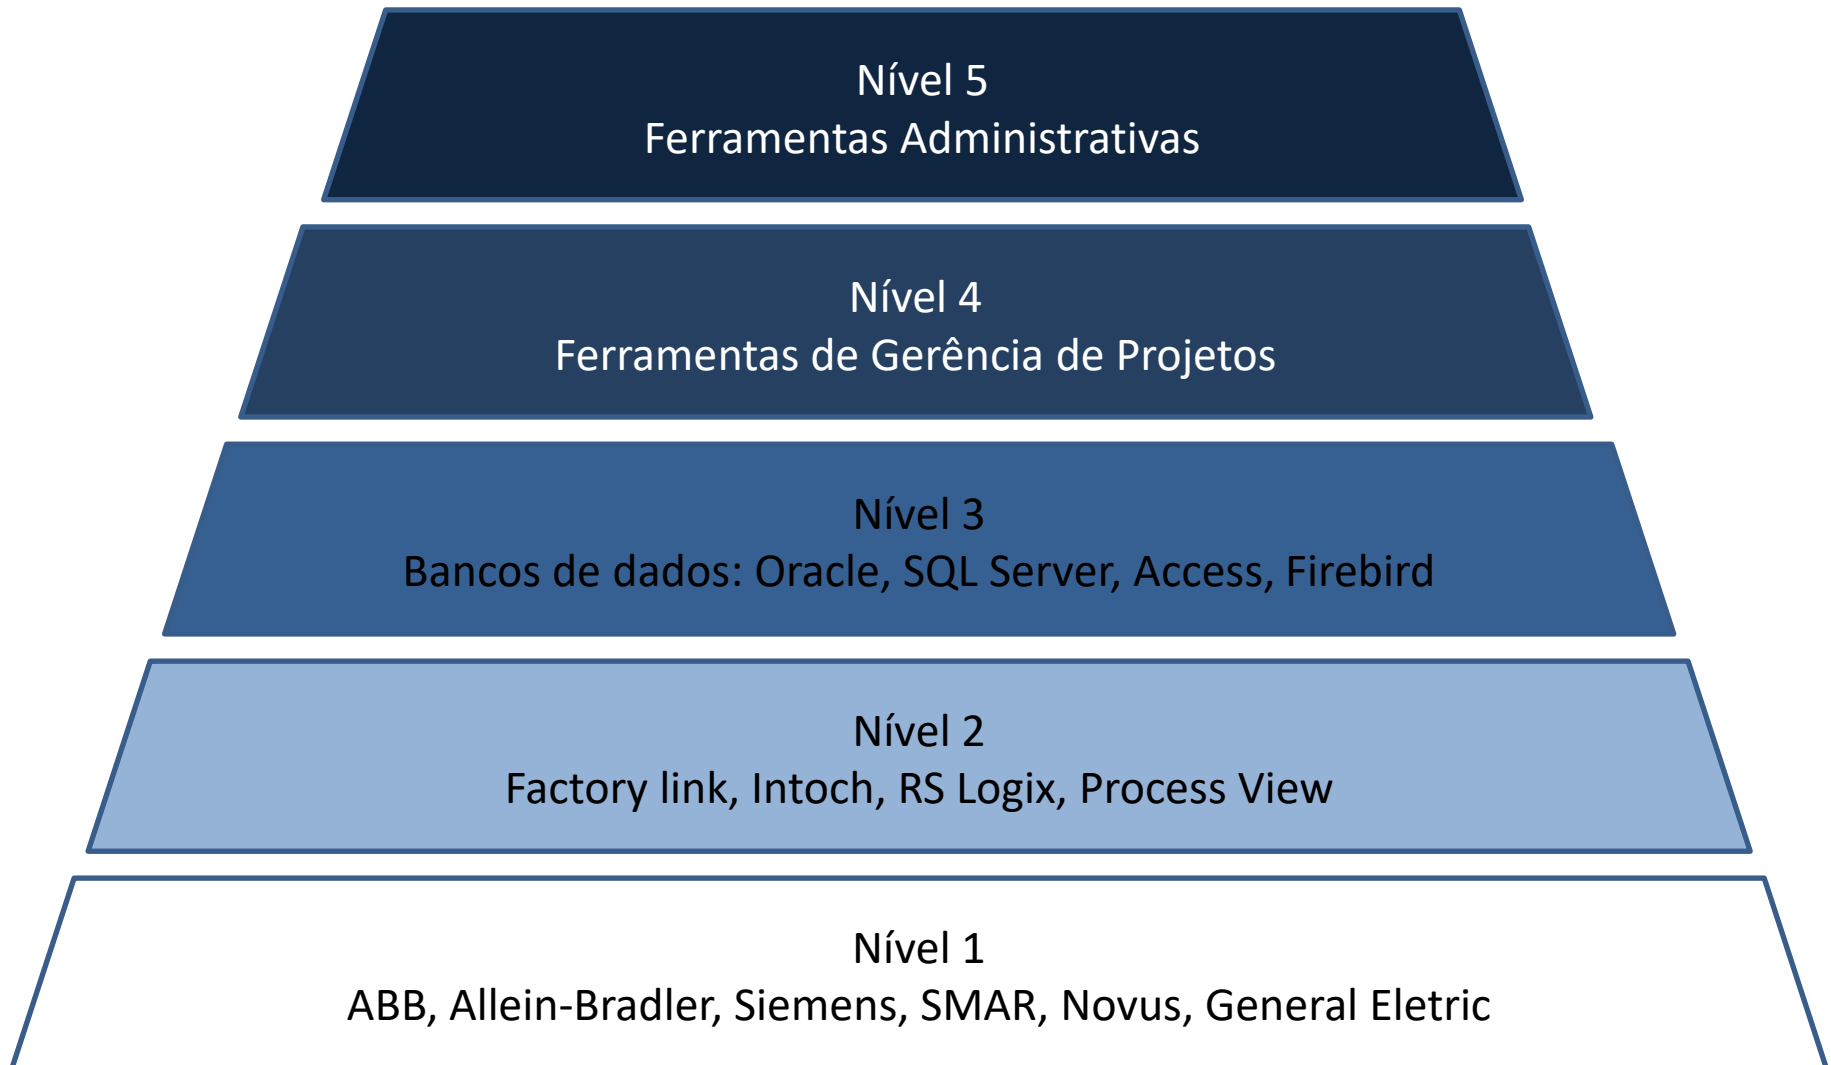 Nível 5
Ferramentas Administrativas
Nível 4
Ferramentas de Gerência de Projetos
Nível 3
Bancos de dados: Oracle, SQL Server, Access, Firebird
Nível 2
Factory link, Intoch, RS Logix, Process View
Nível 1
ABB, Allein-Bradler, Siemens, SMAR, Novus, General Eletric